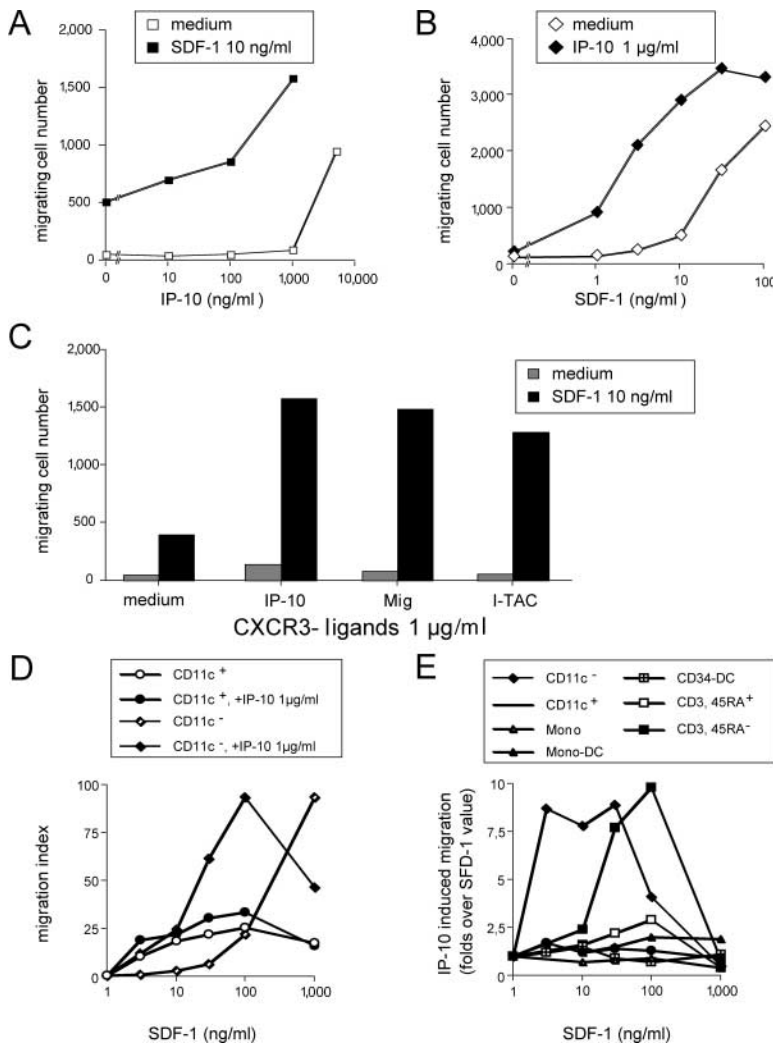 A
medium
SDF-1 10 ng/ml
migrating cell number
2,000
1,500
1,000
500
0
0 10 100 1,000 10,000
IP-10 (ng/ml )
B
medium
IP-10 1 µg/ml
migrating cell number
4,000
3,000
2,000
1,000
0
0 1 10 100
SDF-1 (ng/ml )
C
medium
SDF-1 10 ng/ml
migrating cell number
2,000
1,500
1,000
500
0
medium IP-10 Mig I-TAC
CXCR3- ligands 1 µg/ml
D
CD11c +
CD11c +, +IP-10 1µg/ml
CD11c -
CD11c -, +IP-10 1µg/ml
migration index
100
75
50
25
0
1 10 100 1,000
SDF-1 (ng/ml)
E
CD11c -
CD11c +
Mono
Mono-DC
CD34-DC
CD3, 45RA+
CD3, 45RA-
IP-10 induced migration
(folds over SFD-1 value)
10
7,5
5
2,5
0
1 10 100 1,000
SDF-1 (ng/ml)